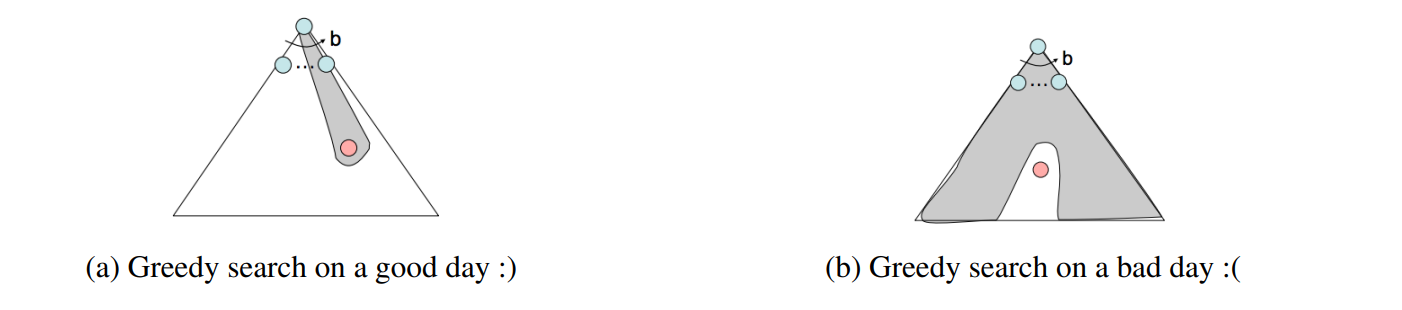 b
...
b
...
(a) Greedy search on a good day :)
(b) Greedy search on a bad day :(